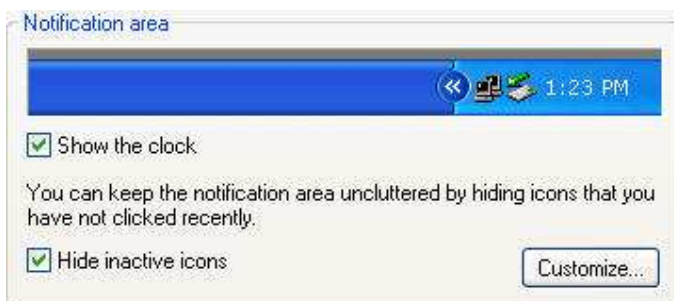 Notification area
« 1:23 PM
Show the clock
You can keep the notification area uncluttered by hiding icons that you
have not clicked recently.
Hide inactive icons
Customize...